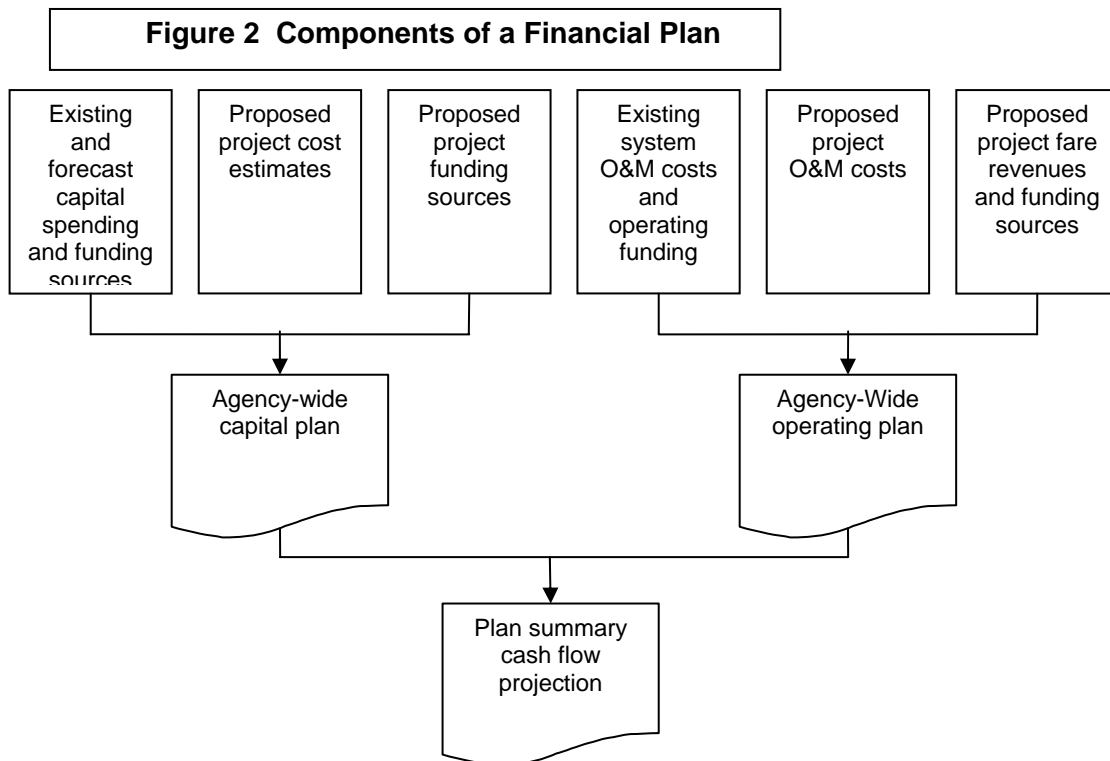 Figure 2  Components of a Financial Plan
Existing
and
forecast
capital
spending
and funding
sources
Proposed
project cost
estimates
Proposed
project
funding
sources
Existing
system
O&M costs
and
operating
funding
Proposed
project
O&M costs
Proposed
project fare
revenues
and funding
sources
Agency-wide
capital plan
Agency-Wide
operating plan
Plan summary
cash flow
projection